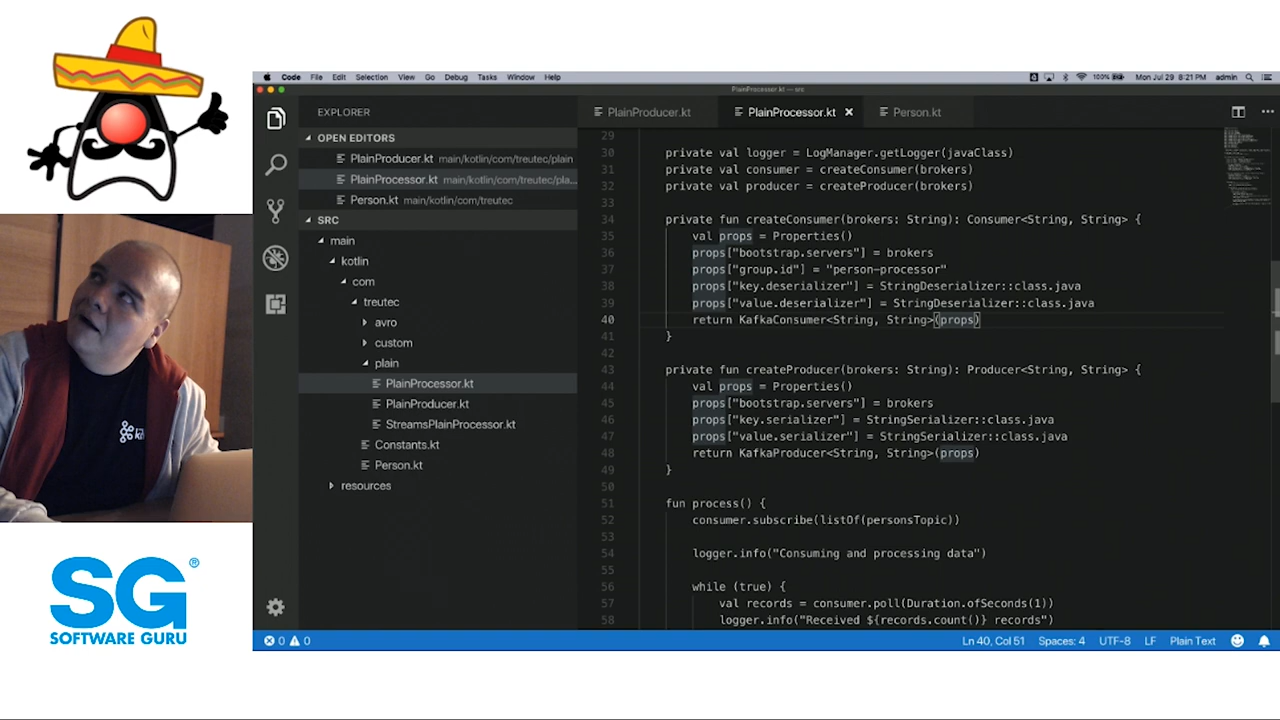 Code File Edit Selection View Go Debug Tasks Window Help
100% Mon Jul 29 8:21 PM admin
PlainProcessor.kt — src
EXPLORER
OPEN EDITORS
PlainProducer.kt main/kotlin/com/treutec/plain
PlainProcessor.kt main/kotlin/com/treutec/pla...
Person.kt main/kotlin/com/treutec
SRC
main
kotlin
com
treutec
avro
custom
plain
PlainProcessor.kt
PlainProducer.kt
StreamsPlainProcessor.kt
Constants.kt
Person.kt
resources
PlainProducer.kt PlainProcessor.kt Person.kt
29
30 private val logger = LogManager.getLogger(javaClass)
31 private val consumer = createConsumer(brokers)
32 private val producer = createProducer(brokers)
33
34 private fun createConsumer(brokers: String): Consumer<String, String> {
35 val props = Properties()
36 props["bootstrap.servers"] = brokers
37 props["group.id"] = "person-processor"
38 props["key.deserializer"] = StringDeserializer::class.java
39 props["value.deserializer"] = StringDeserializer::class.java
40 return KafkaConsumer<String, String>(props)
41 }
42
43 private fun createProducer(brokers: String): Producer<String, String> {
44 val props = Properties()
45 props["bootstrap.servers"] = brokers
46 props["key.serializer"] = StringSerializer::class.java
47 props["value.serializer"] = StringSerializer::class.java
48 return KafkaProducer<String, String>(props)
49 }
50
51 fun process() {
52 consumer.subscribe(listOf(personsTopic))
53
54 logger.info("Consuming and processing data")
55
56 while (true) {
57 val records = consumer.poll(Duration.ofSeconds(1))
58 logger.info("Received ${records.count()} records")
0 0 Ln 40, Col 51 Spaces: 4 UTF-8 LF Plain Text
SG®
SOFTWARE GURU